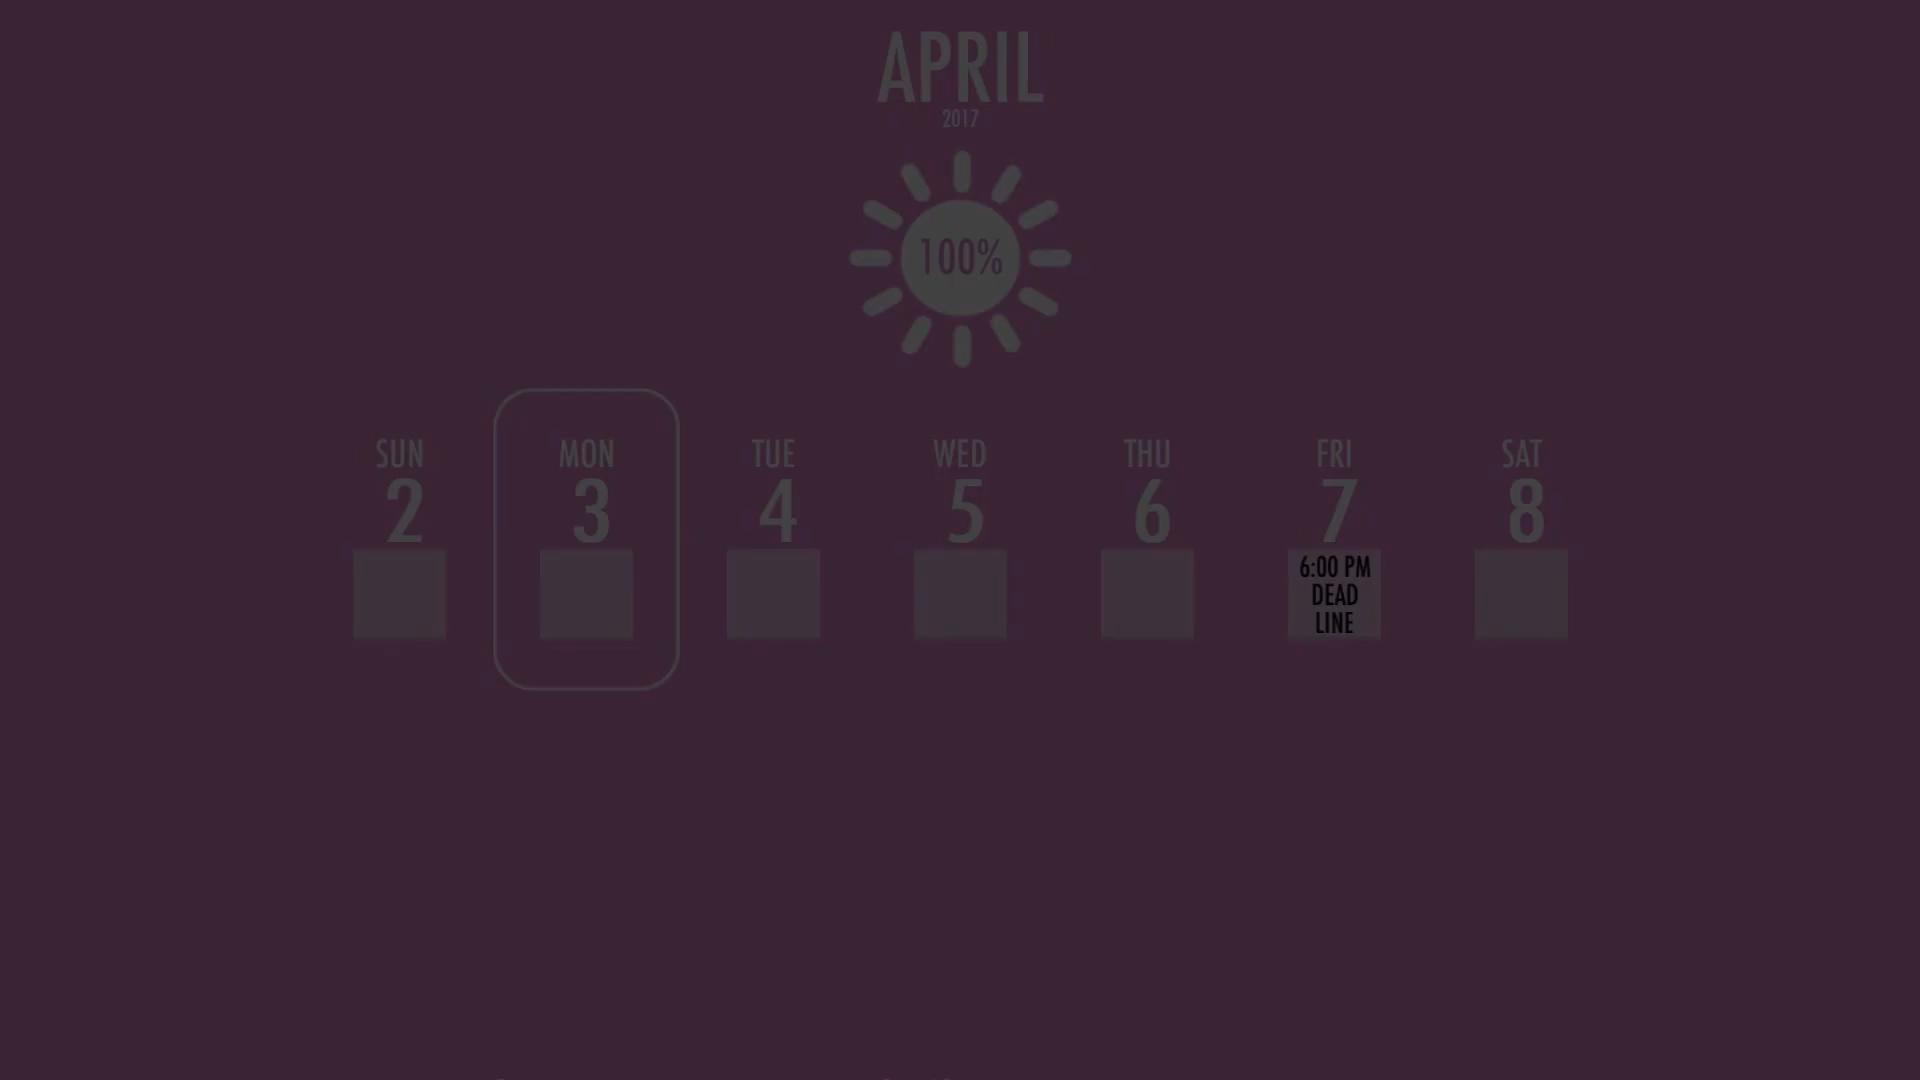 APRIL
2017
100%
SUN MON TUE WED THU FRI SAT
2 3 4 5 6 7 8
6:00 PM
DEAD
LINE